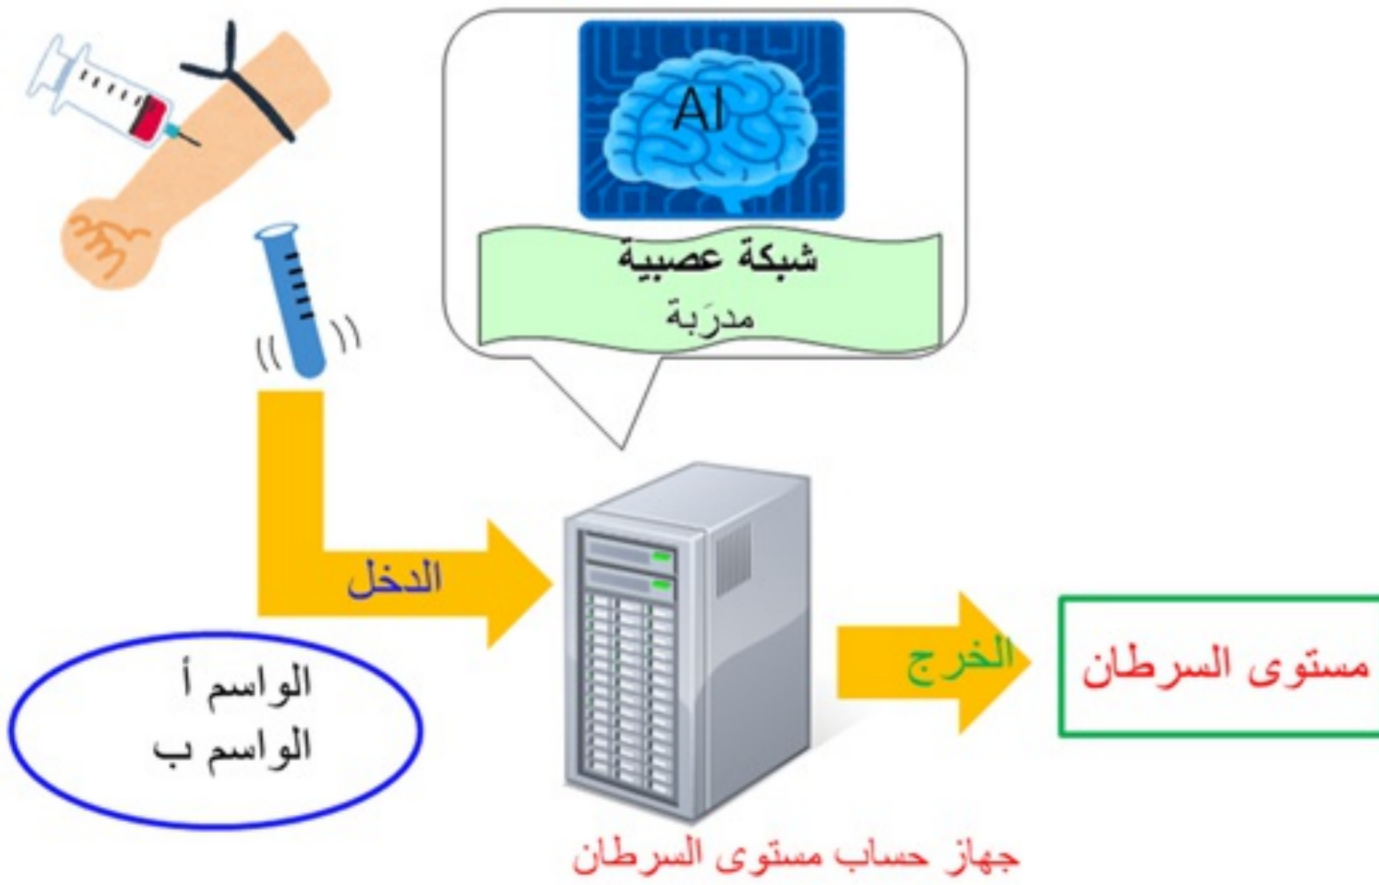 AI
شبكة عصبية
مدرَبة
الدخل
الواسم أ
الواسم ب
الخرج
مستوى السرطان
جهاز حساب مستوى السرطان